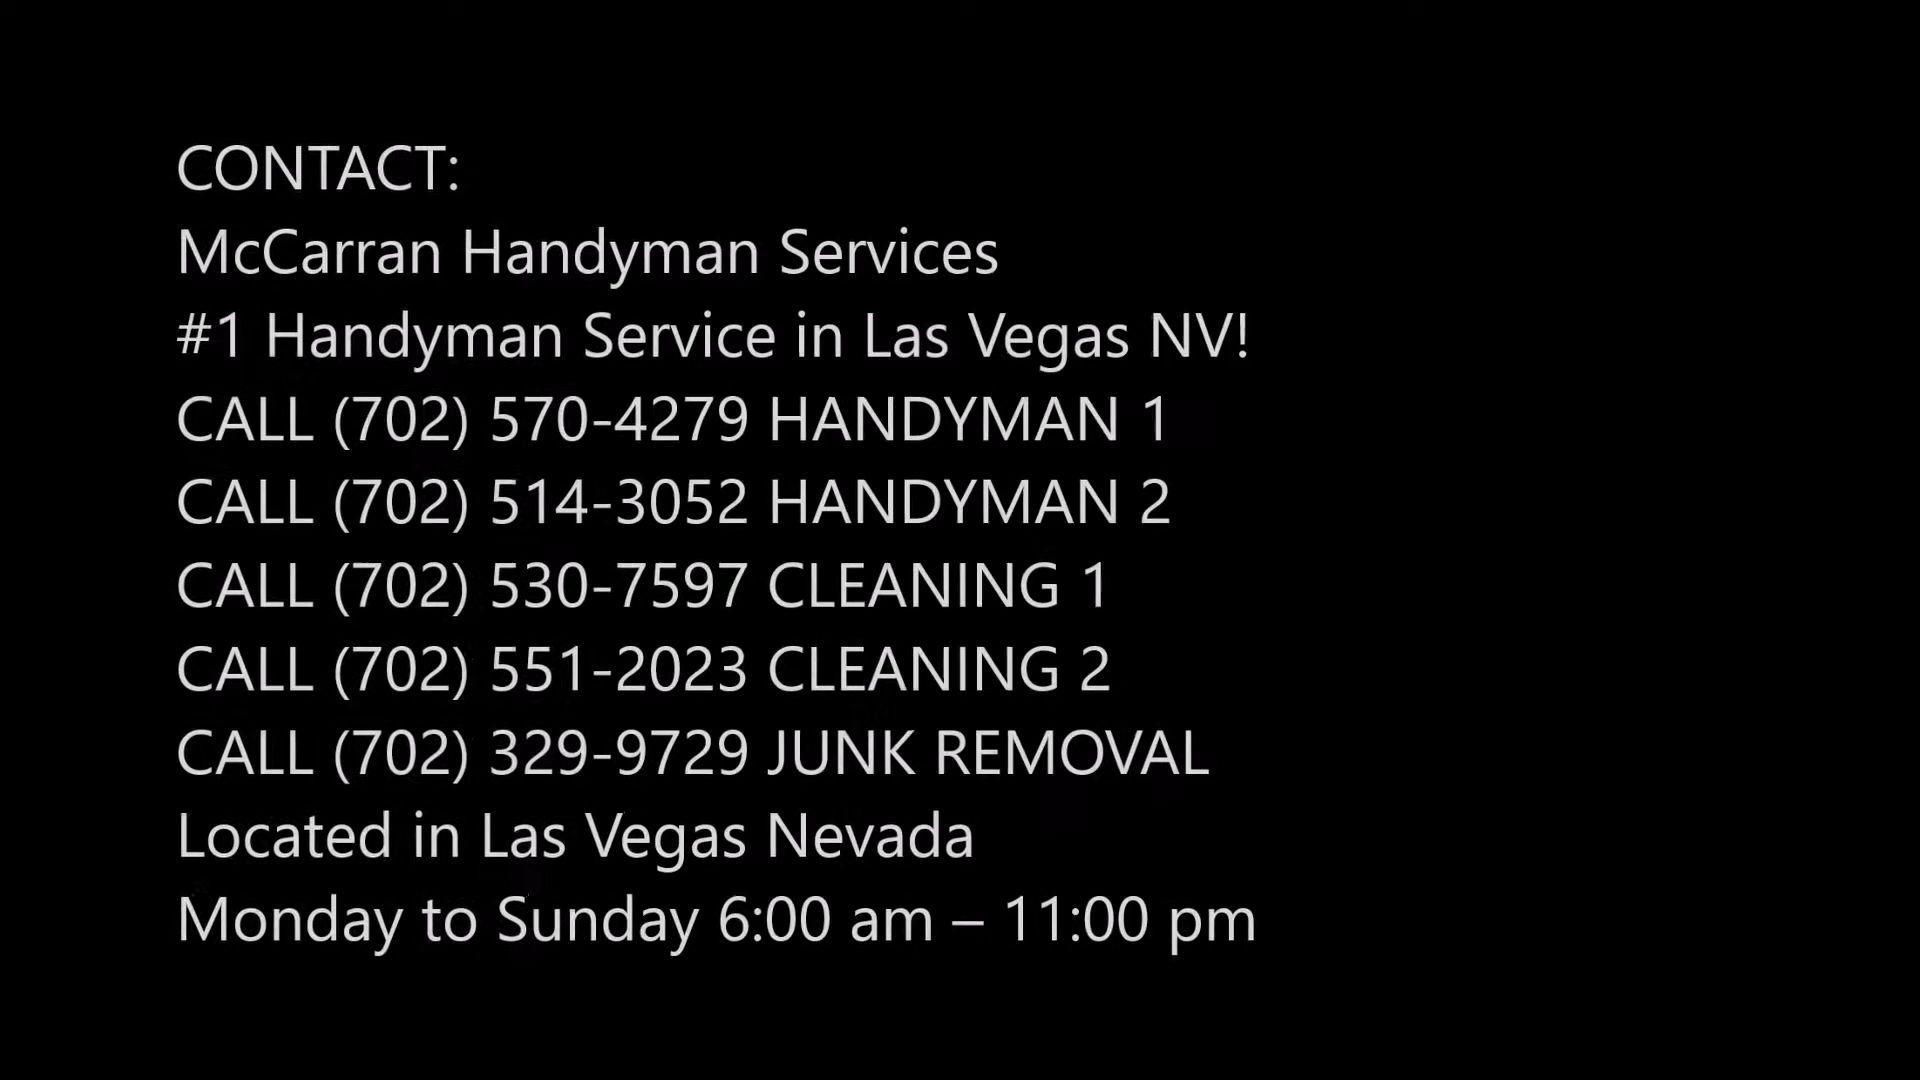 CONTACT:
McCarran Handyman Services
#1 Handyman Service in Las Vegas NV!
CALL (702) 570-4279 HANDYMAN 1
CALL (702) 514-3052 HANDYMAN 2
CALL (702) 530-7597 CLEANING 1
CALL (702) 551-2023 CLEANING 2
CALL (702) 329-9729 JUNK REMOVAL
Located in Las Vegas Nevada
Monday to Sunday 6:00 am – 11:00 pm